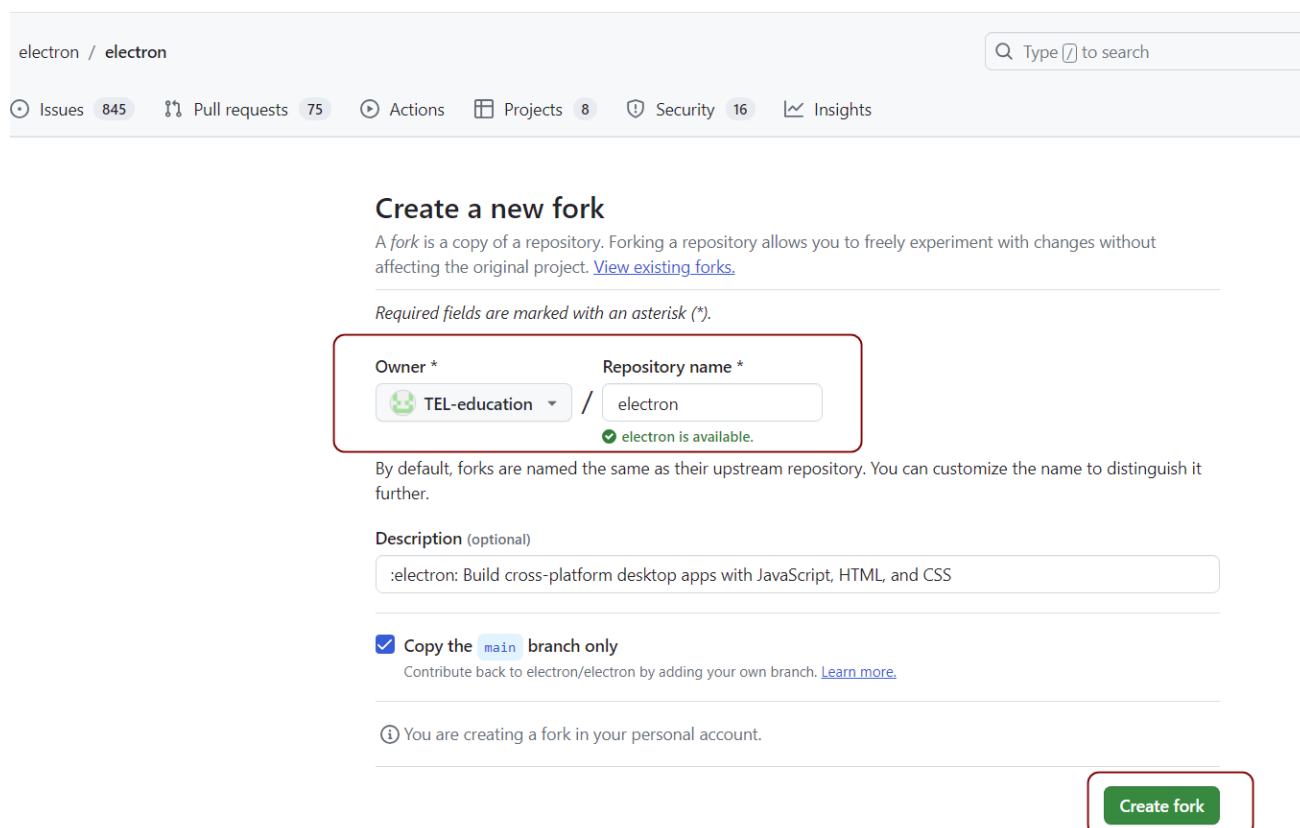 electron / electron
Type / to search
Issues 845 Pull requests 75 Actions Projects 8 Security 16 Insights
Create a new fork
A fork is a copy of a repository. Forking a repository allows you to freely experiment with changes without
affecting the original project. View existing forks.
Required fields are marked with an asterisk (*).
Owner * Repository name *
TEL-education / electron
electron is available.
By default, forks are named the same as their upstream repository. You can customize the name to distinguish it
further.
Description (optional)
:electron: Build cross-platform desktop apps with JavaScript, HTML, and CSS
Copy the main branch only
Contribute back to electron/electron by adding your own branch. Learn more.
You are creating a fork in your personal account.
Create fork